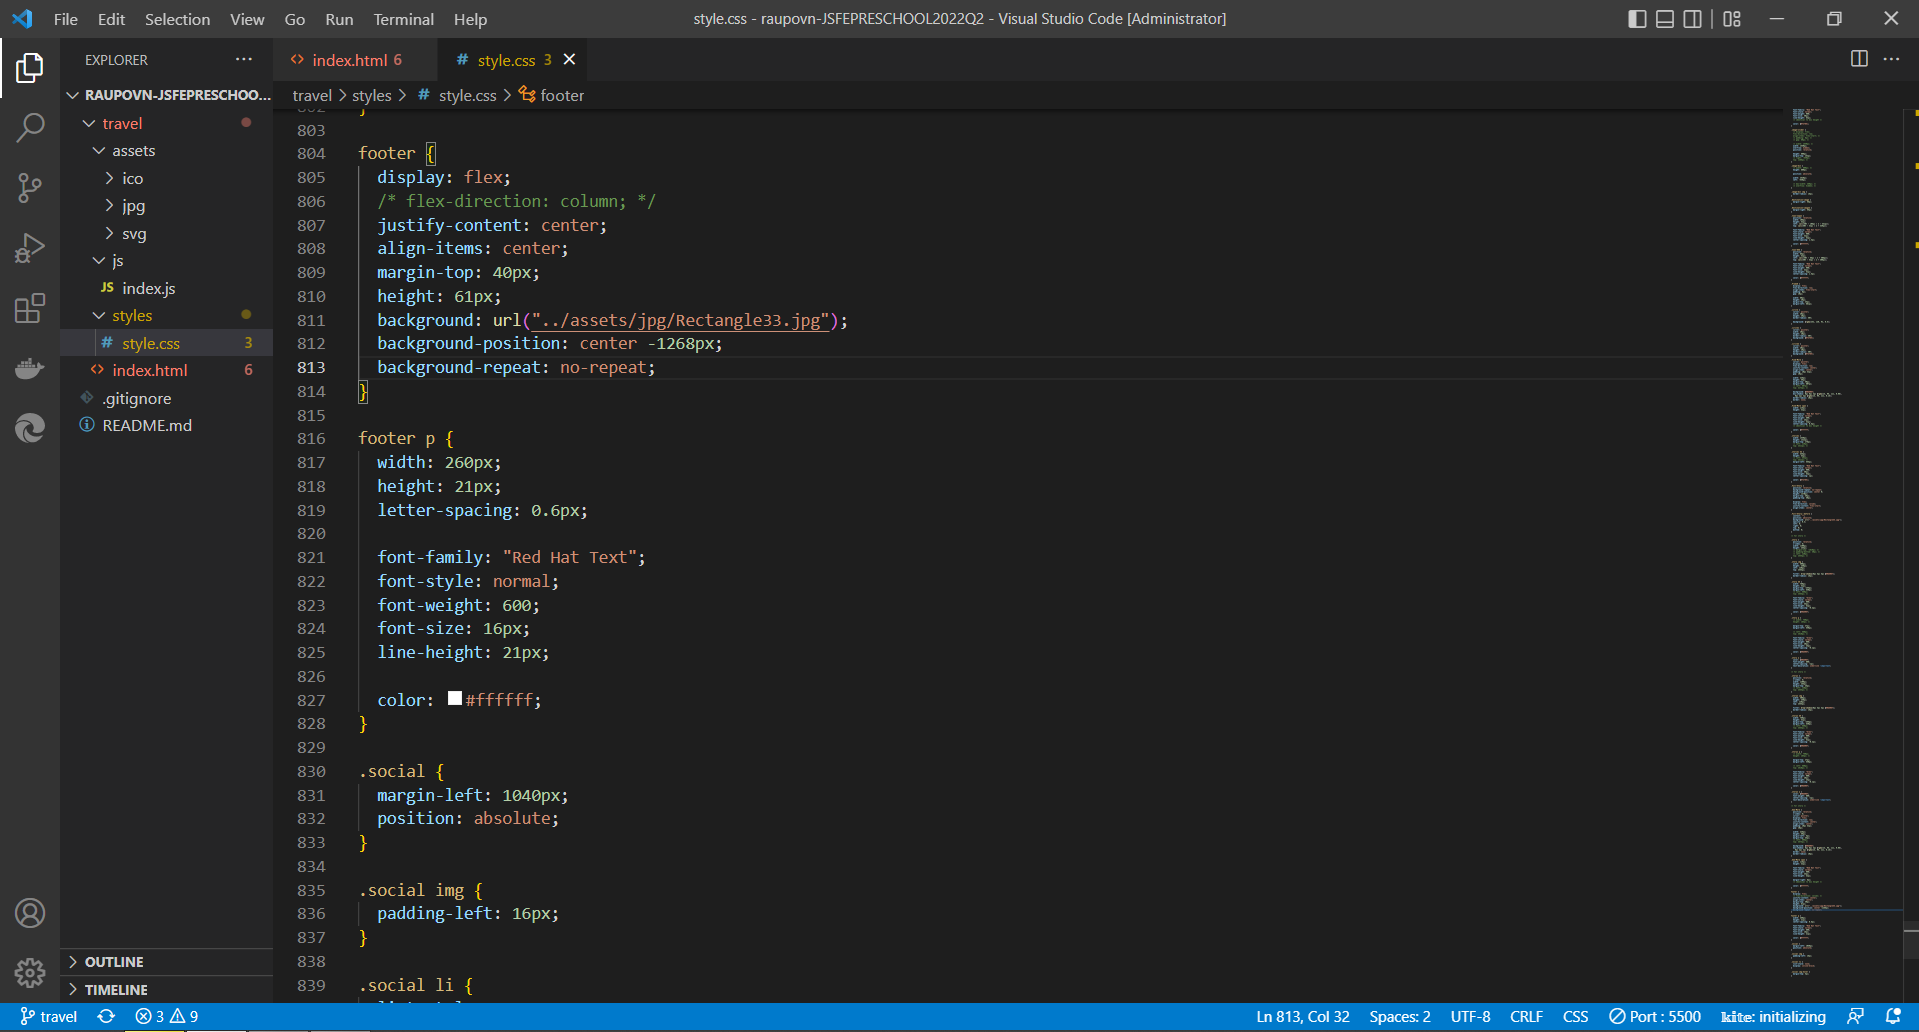 File Edit Selection View Go Run Terminal Help
style.css - raupovn-JSFEPRESCHOOL2022Q2 - Visual Studio Code [Administrator]
EXPLORER ···
<> index.html 6
# style.css 3
travel > styles > # style.css > footer
RAUPOVN-JSFEPRESCHOO...
travel
assets
ico
jpg
svg
js
JS index.js
styles
# style.css 3
<> index.html 6
.gitignore
README.md
OUTLINE
TIMELINE
803
804 footer {
805 display: flex;
806 /* flex-direction: column; */
807 justify-content: center;
808 align-items: center;
809 margin-top: 40px;
810 height: 61px;
811 background: url("../assets/jpg/Rectangle33.jpg");
812 background-position: center -1268px;
813 background-repeat: no-repeat;
814 }
815
816 footer p {
817 width: 260px;
818 height: 21px;
819 letter-spacing: 0.6px;
820
821 font-family: "Red Hat Text";
822 font-style: normal;
823 font-weight: 600;
824 font-size: 16px;
825 line-height: 21px;
826
827 color: #ffffff;
828 }
829
830 .social {
831 margin-left: 1040px;
832 position: absolute;
833 }
834
835 .social img {
836 padding-left: 16px;
837 }
838
839 .social li {
travel 3 9
Ln 813, Col 32 Spaces: 2 UTF-8 CRLF CSS Port : 5500 kite: initializing